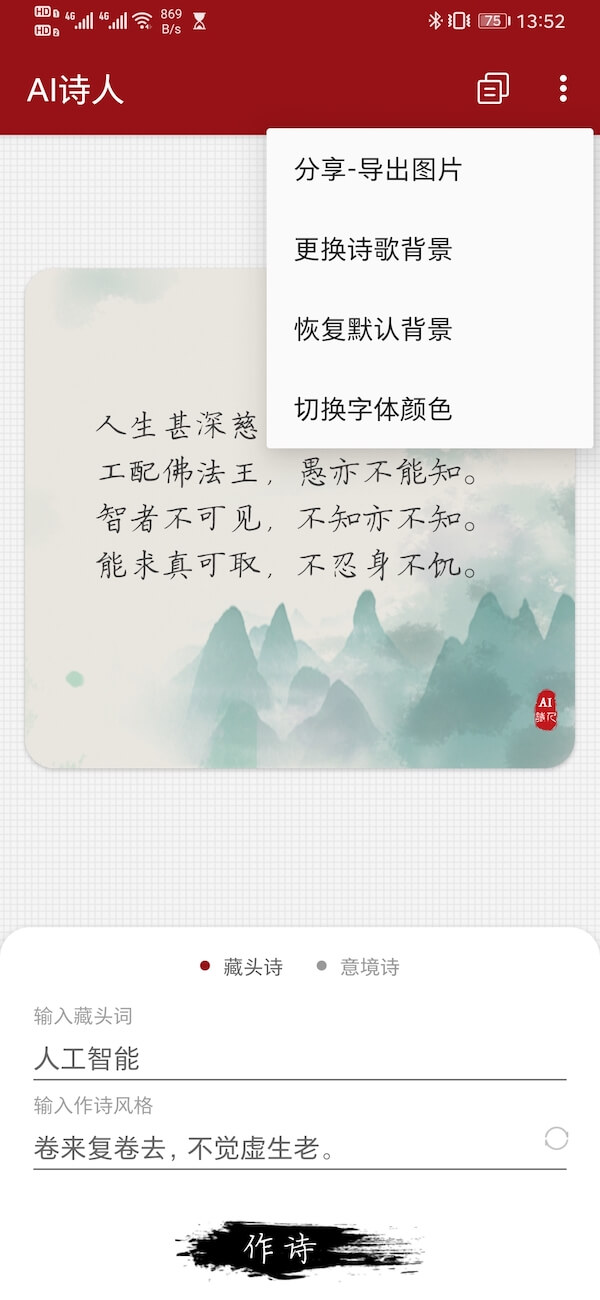 HD 1 4G 4G 869 B/s 75 13:52
HD 2
AI诗人
分享-导出图片
更换诗歌背景
恢复默认背景
切换字体颜色
人生甚深慈
工配佛法王，愚亦不能知。
智者不可见，不知亦不知。
能求真可取，不忍身不饥。
AI
诗人
藏头诗 意境诗
输入藏头词
人工智能
输入作诗风格
卷来复卷去，不觉虚生老。
作诗